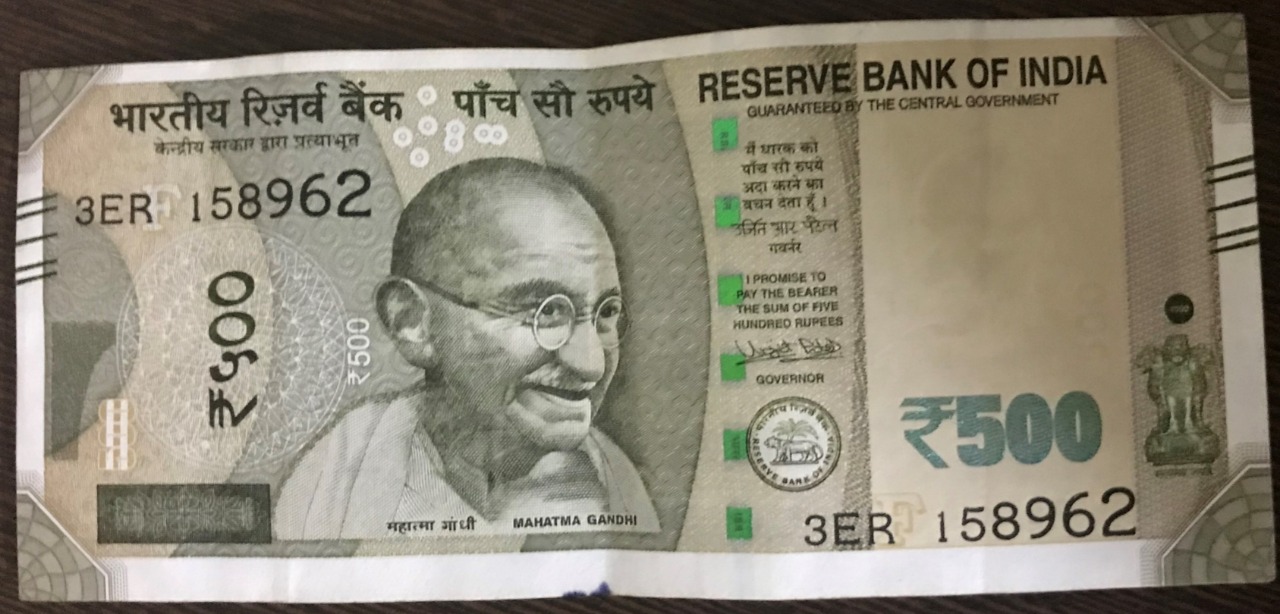 भारतीय रिज़र्व बैंक
पाँच सौ रुपये
केन्द्रीय सरकार द्वारा प्रत्याभूत
RESERVE BANK OF INDIA
GUARANTEED BY THE CENTRAL GOVERNMENT
3ER 158962
₹५००
₹500
मैं धारक को
पाँच सौ रुपये
अदा करने का
वचन देता हूँ।
उर्जित आर पटेल
गवर्नर
I PROMISE TO
PAY THE BEARER
THE SUM OF FIVE
HUNDRED RUPEES
GOVERNOR
RESERVE BANK OF INDIA
₹500
महात्मा गांधी
MAHATMA GANDHI
3ER 158962